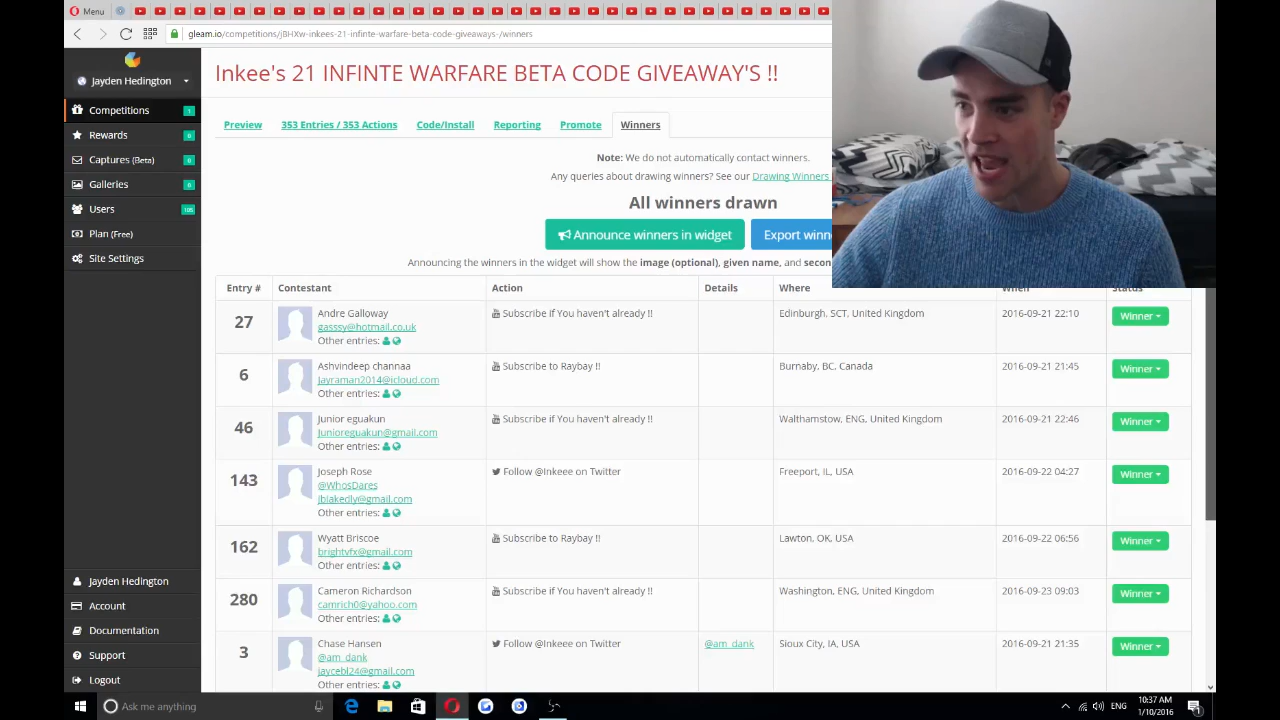 Menu
gleam.io/competitions/jBHXw-inkees-21-infinte-warfare-beta-code-giveaways-/winners
Jayden Hedington
Competitions 1
Rewards 0
Captures (Beta) 0
Galleries 0
Users 108
Plan (Free)
Site Settings
Jayden Hedington
Account
Documentation
Support
Logout
Inkee's 21 INFINTE WARFARE BETA CODE GIVEAWAY'S !!
Preview 353 Entries / 353 Actions Code/Install Reporting Promote Winners
Note: We do not automatically contact winners.
Any queries about drawing winners? See our Drawing Winners
All winners drawn
Announce winners in widget Export
Announcing the winners in the widget will show the image (optional), given name, and
Entry # Contestant Action Details Where When Status
27 Andre Galloway Subscribe if You haven't already !! Edinburgh, SCT, United Kingdom 2016-09-21 22:10 Winner
gasssy@hotmail.co.uk
Other entries:
6 Ashvindeep channaa Subscribe to Raybay !! Burnaby, BC, Canada 2016-09-21 21:45 Winner
Jayraman2014@icloud.com
Other entries:
46 Junior eguakun Subscribe if You haven't already !! Walthamstow, ENG, United Kingdom 2016-09-21 22:46 Winner
Junioreguakun@gmail.com
Other entries:
143 Joseph Rose Follow @Inkeee on Twitter Freeport, IL, USA 2016-09-22 04:27 Winner
@WhosDares
jblakedly@gmail.com
Other entries:
162 Wyatt Briscoe Subscribe to Raybay !! Lawton, OK, USA 2016-09-22 06:56 Winner
brightvfx@gmail.com
Other entries:
280 Cameron Richardson Subscribe if You haven't already !! Washington, ENG, United Kingdom 2016-09-23 09:03 Winner
camrich0@yahoo.com
Other entries:
3 Chase Hansen Follow @Inkeee on Twitter @am_dank Sioux City, IA, USA 2016-09-21 21:35 Winner
@am_dank
jaycebl24@gmail.com
Other entries:
Ask me anything
ENG
10:37 AM
1/10/2016
1